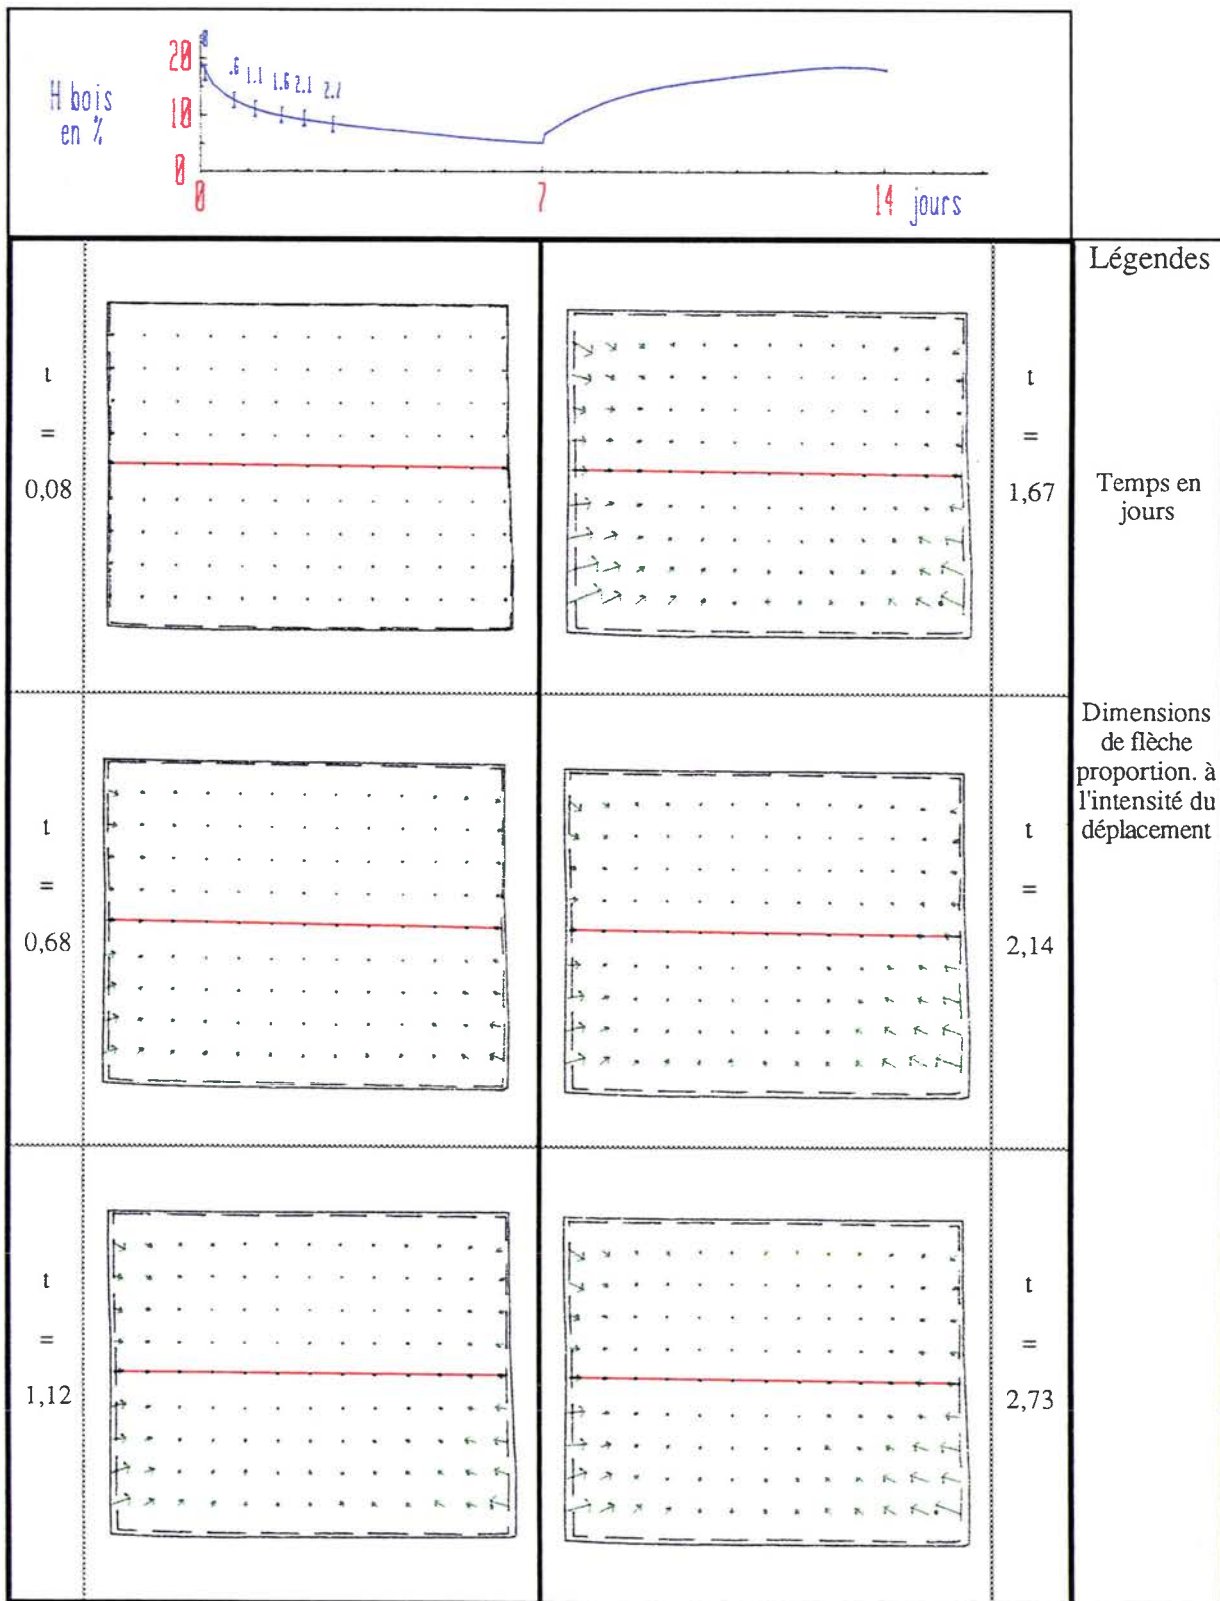 20
.6 1.1 1.6 2.1 2.7
H bois
en %
10
0
0 7 14 jours
Légendes
t
=
0,08
t
=
1,67
Temps en
jours
t
=
0,68
t
=
2,14
Dimensions
de flèche
proportion. à
l'intensité du
déplacement
t
=
1,12
t
=
2,73